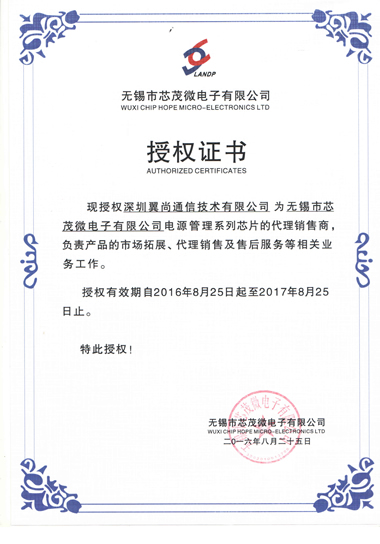 LANDP
无锡市芯茂微电子有限公司
WUXI CHIP HOPE MICRO-ELECTRONICS LTD
授权证书
AUTHORIZED CERTIFICATES
现授权深圳翼尚通信技术有限公司 为无锡市芯
茂微电子有限公司电源管理系列芯片的代理销售商，
负责产品的市场拓展、代理销售及售后服务等相关业
务工作。
授权有效期自2016年8月25日起至2017年8月25
日止。
特此授权！
无锡市芯茂微电子有限公司
WUXI CHIP HOPE MICRO-ELECTRONICS LTD
二〇一六年八月二十五日